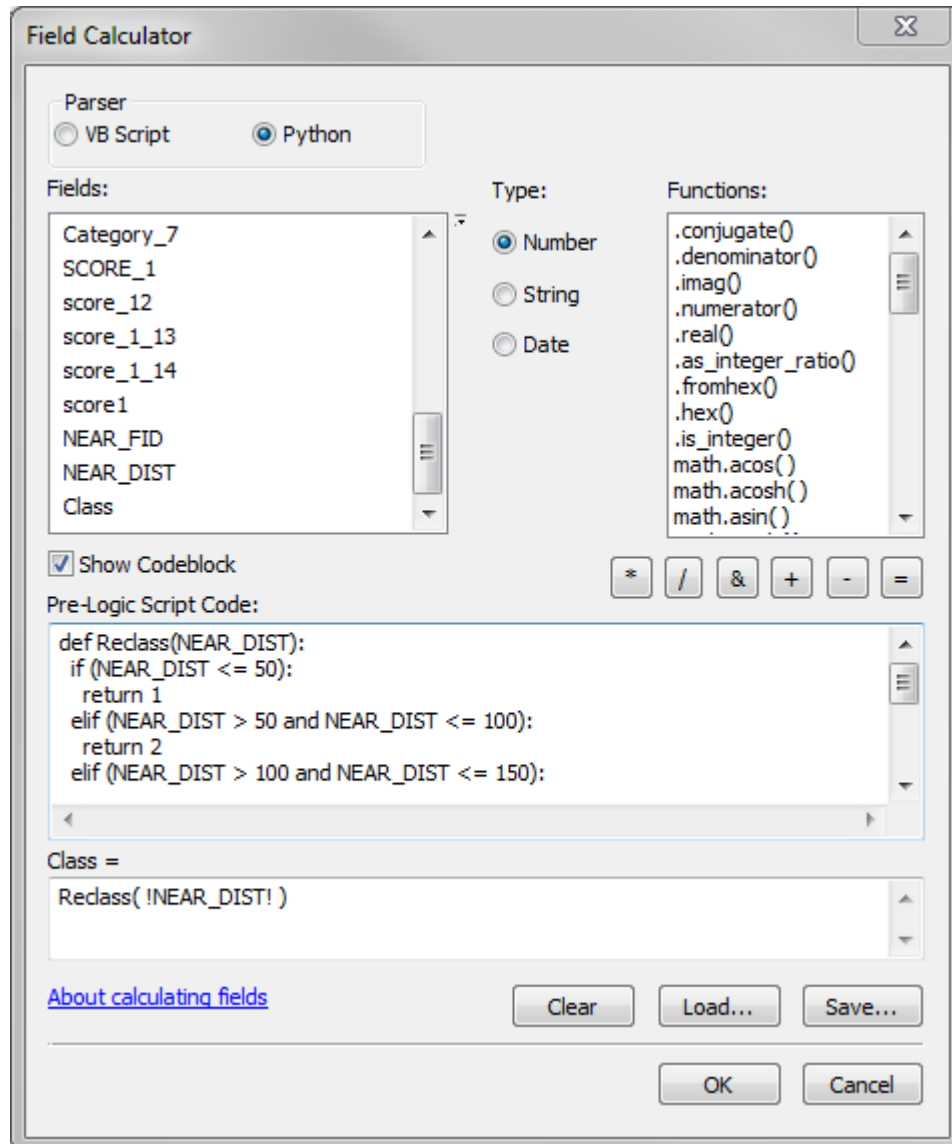 Field Calculator
Parser
VB Script
Python
Fields:
Type:
Functions:
Category_7
SCORE_1
score_12
score_1_13
score_1_14
score1
NEAR_FID
NEAR_DIST
Class
Number
String
Date
.conjugate()
.denominator()
.imag()
.numerator()
.real()
.as_integer_ratio()
.fromhex()
.hex()
.is_integer()
math.acos( )
math.acosh( )
math.asin( )
Show Codeblock
* / & + - =
Pre-Logic Script Code:
def Reclass(NEAR_DIST):
  if (NEAR_DIST <= 50):
    return 1
  elif (NEAR_DIST > 50 and NEAR_DIST <= 100):
    return 2
  elif (NEAR_DIST > 100 and NEAR_DIST <= 150):
Class =
Reclass( !NEAR_DIST! )
About calculating fields
Clear
Load...
Save...
OK
Cancel